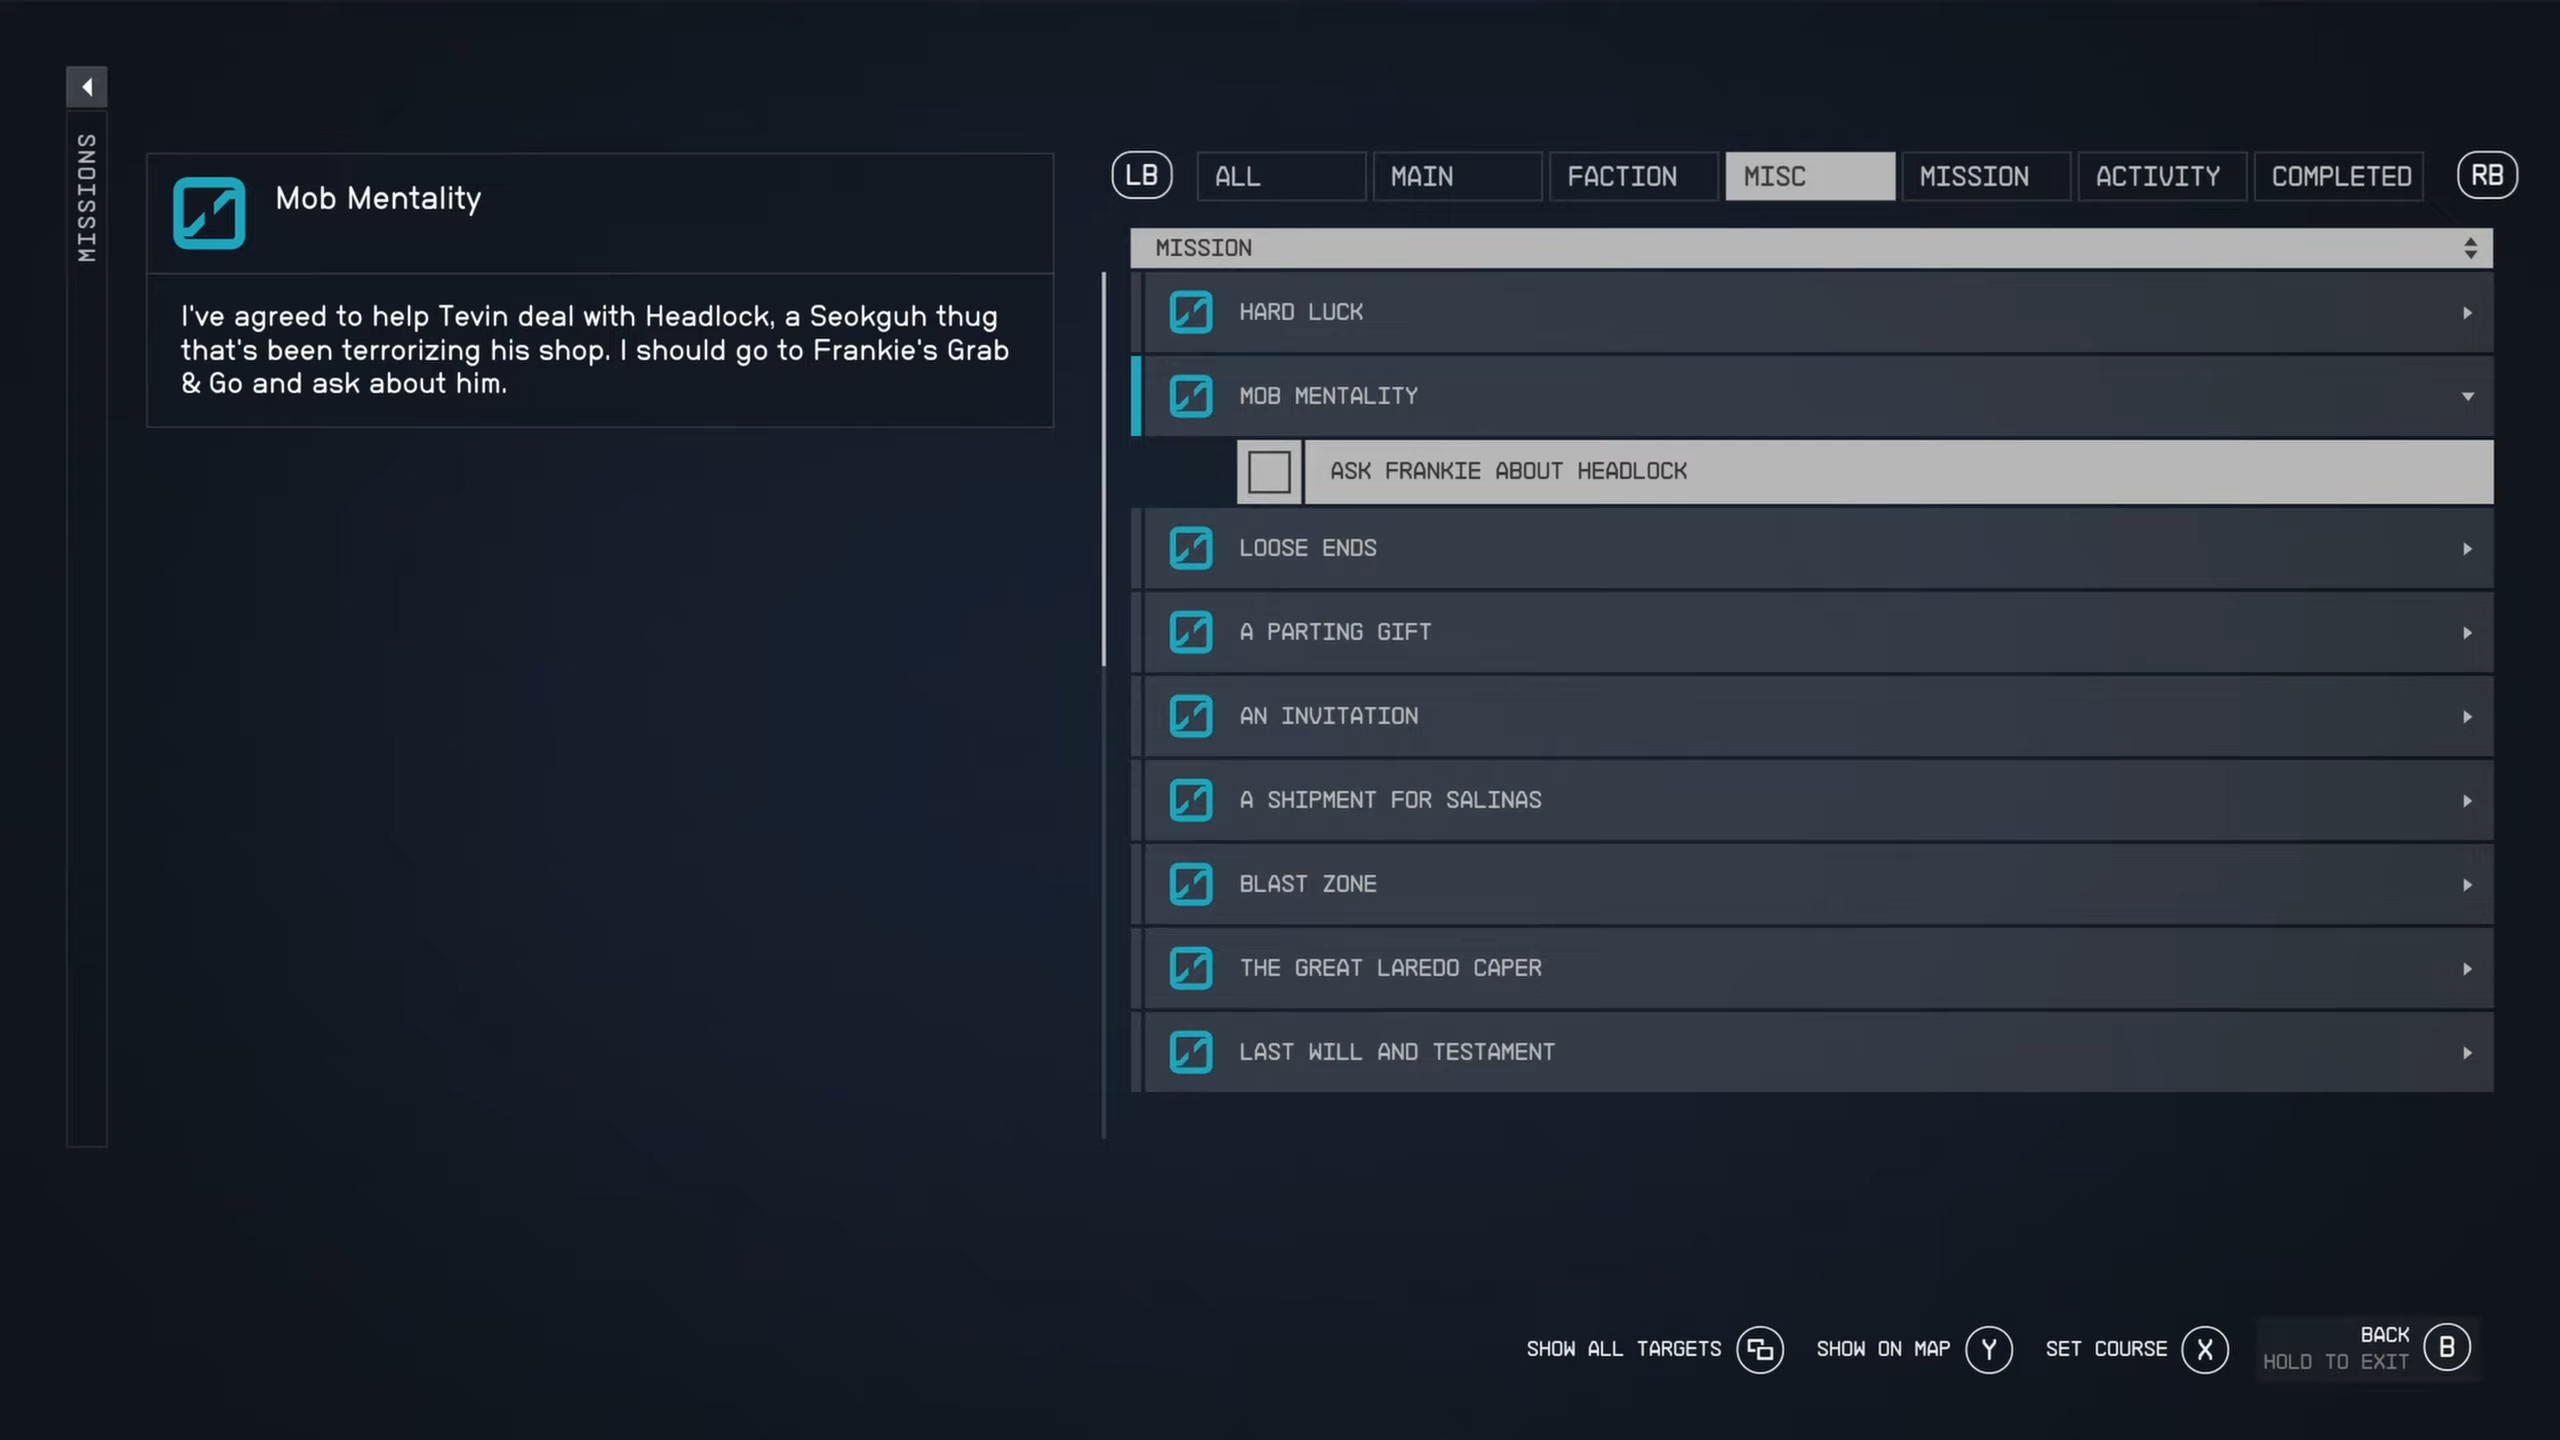 MISSIONS
Mob Mentality
I've agreed to help Tevin deal with Headlock, a Seokguh thug
that's been terrorizing his shop. I should go to Frankie's Grab
& Go and ask about him.
LB ALL MAIN FACTION MISC MISSION ACTIVITY COMPLETED RB
MISSION
HARD LUCK
MOB MENTALITY
ASK FRANKIE ABOUT HEADLOCK
LOOSE ENDS
A PARTING GIFT
AN INVITATION
A SHIPMENT FOR SALINAS
BLAST ZONE
THE GREAT LAREDO CAPER
LAST WILL AND TESTAMENT
SHOW ALL TARGETS SHOW ON MAP Y SET COURSE X BACK B
HOLD TO EXIT